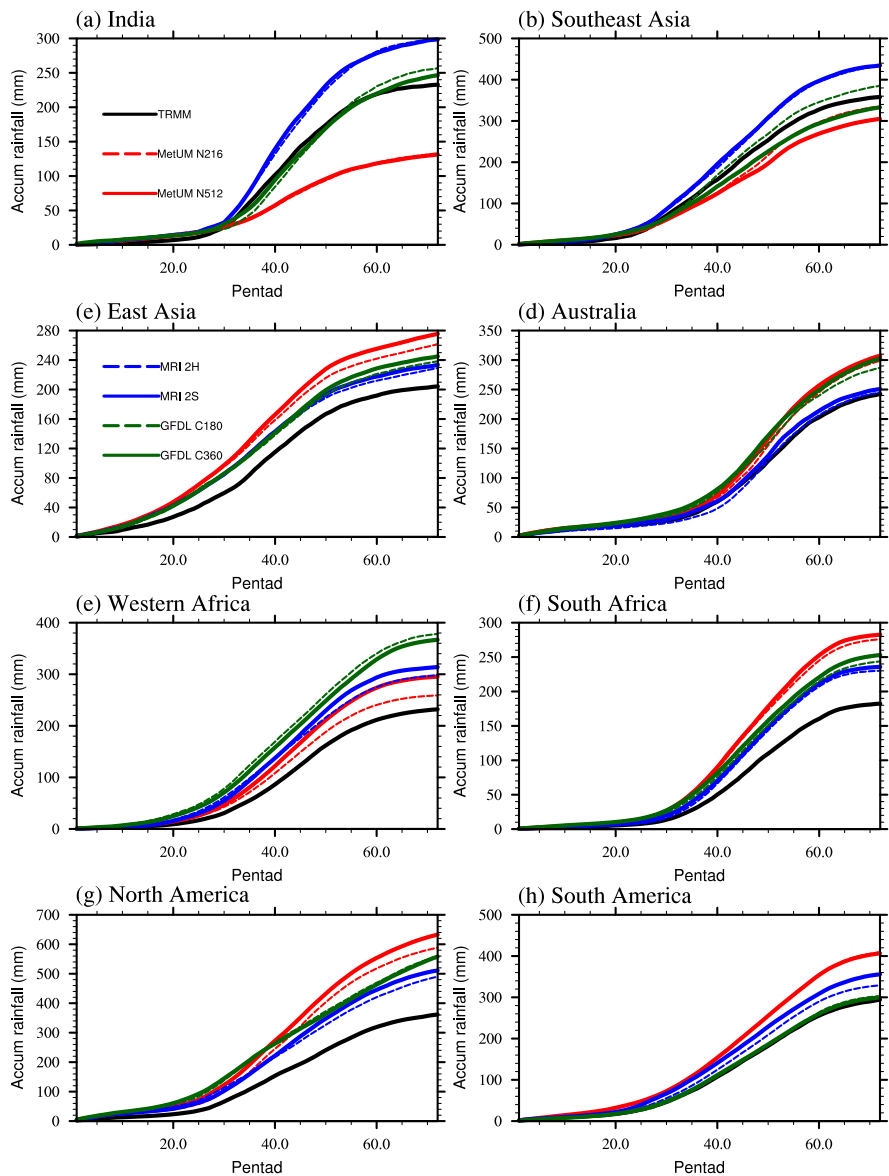 (a) India
(b) Southeast Asia
Accum rainfall (mm)
300
250
200
150
100
50
0
TRMM
MetUM N216
MetUM N512
20.0
40.0
60.0
Pentad
Accum rainfall (mm)
500
400
300
200
100
0
20.0
40.0
60.0
Pentad
(e) East Asia
(d) Australia
Accum rainfall (mm)
280
240
200
160
120
80
40
0
MRI 2H
MRI 2S
GFDL C180
GFDL C360
20.0
40.0
60.0
Pentad
Accum rainfall (mm)
350
300
250
200
150
100
50
0
20.0
40.0
60.0
Pentad
(e) Western Africa
(f) South Africa
Accum rainfall (mm)
400
300
200
100
0
20.0
40.0
60.0
Pentad
Accum rainfall (mm)
300
250
200
150
100
50
0
20.0
40.0
60.0
Pentad
(g) North America
(h) South America
Accum rainfall (mm)
700
600
500
400
300
200
100
0
20.0
40.0
60.0
Pentad
Accum rainfall (mm)
500
400
300
200
100
0
20.0
40.0
60.0
Pentad